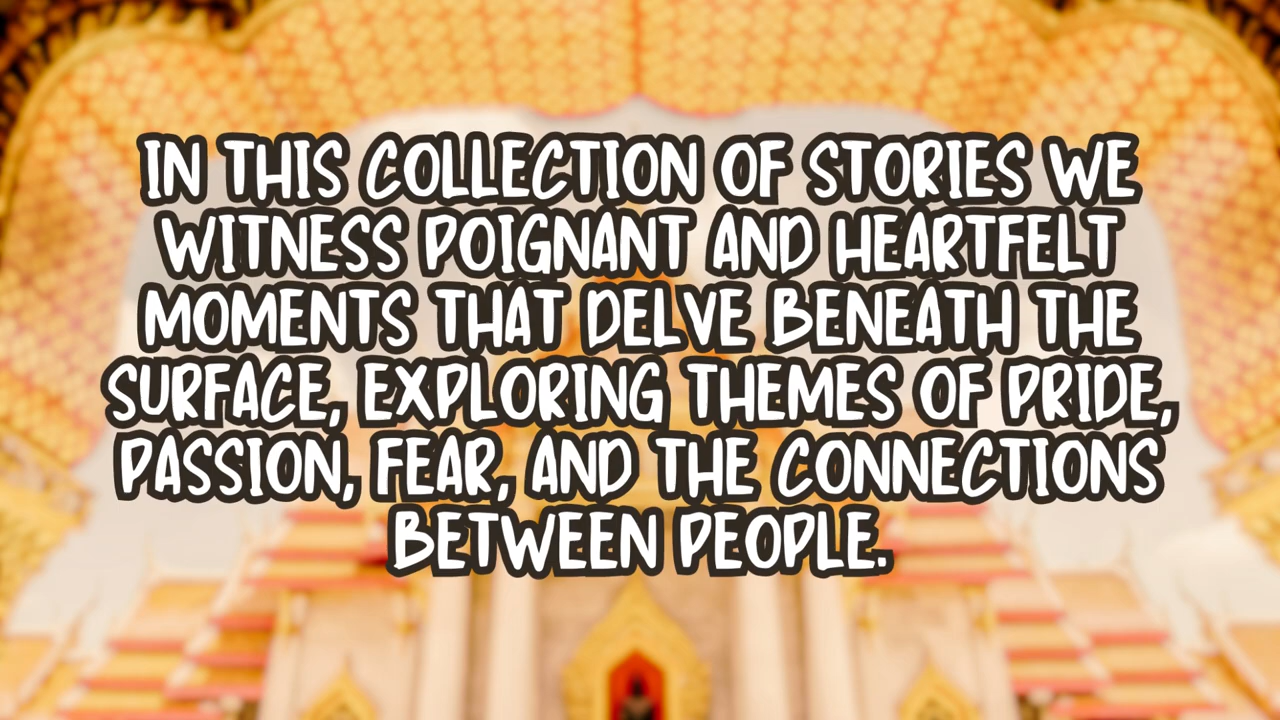 IN THIS COLLECTION OF STORIES WE
WITNESS POIGNANT AND HEARTFELT
MOMENTS THAT DELVE BENEATH THE
SURFACE, EXPLORING THEMES OF PRIDE,
PASSION, FEAR, AND THE CONNECTIONS
BETWEEN PEOPLE.